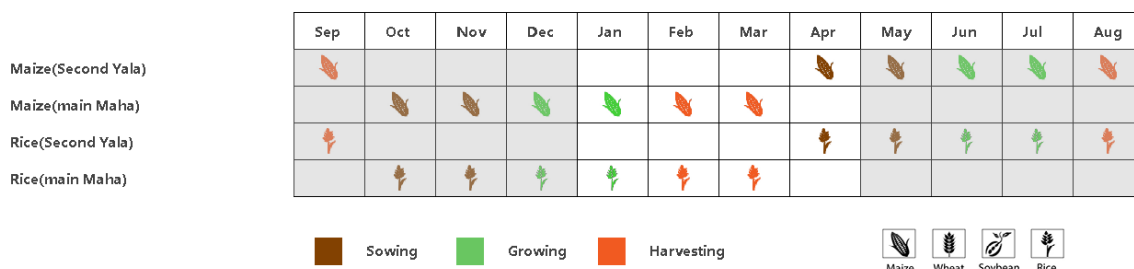 Sep Oct Nov Dec Jan Feb Mar Apr May Jun Jul Aug
Maize(Second Yala)
Maize(main Maha)
Rice(Second Yala)
Rice(main Maha)
Sowing Growing Harvesting
Maize Wheat Soybean Rice